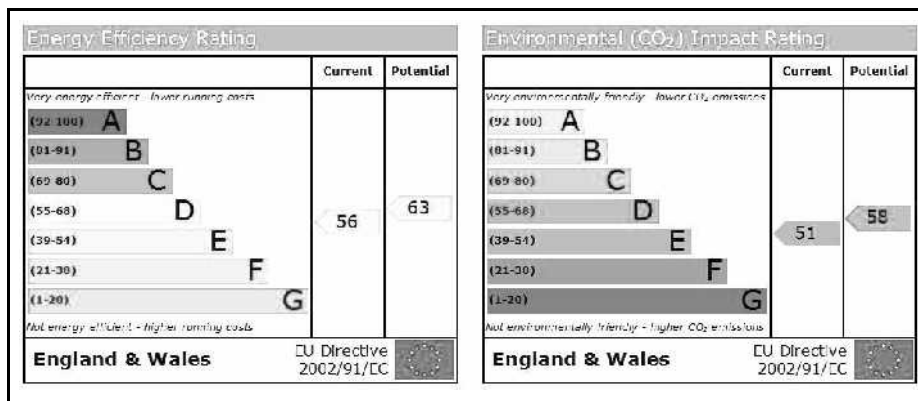 Energy Efficiency Rating
Current Potential
Very energy efficient - lower running costs
(92-100) A
(81-91) B
(69-80) C
(55-68) D
(39-54) E
(21-38) F
(1-20) G
56
63
Not energy efficient - higher running costs
England & Wales
EU Directive
2002/91/EC
Environmental (CO₂) Impact Rating
Current Potential
Very environmentally friendly - lower CO₂ emissions
(92-100) A
(81-91) B
(69-80) C
(55-68) D
(39-54) E
(21-38) F
(1-20) G
51
58
Not environmentally friendly - higher CO₂ emissions
England & Wales
EU Directive
2002/91/EC